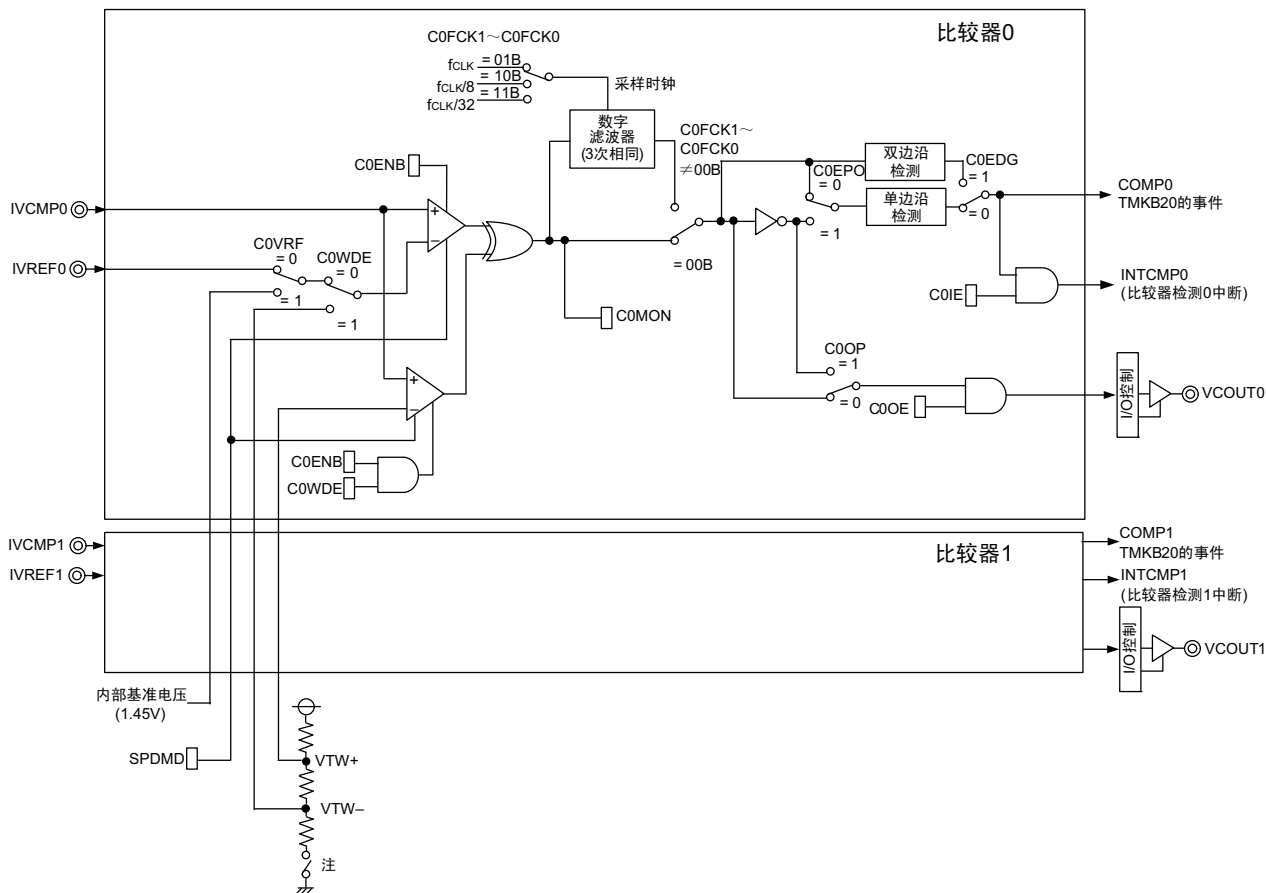 比较器0
C0FCK1～C0FCK0
fCLK = 01B
fCLK/8 = 10B
fCLK/32 = 11B
采样时钟
数字
滤波器
(3次相同)
C0FCK1～
C0FCK0
≠00B
= 00B
C0ENB
IVCMP0
IVREF0
C0VRF
= 0
= 1
C0WDE
= 0
= 1
+
–
+
–
C0MON
C0EPO
= 0
= 1
双边沿
检测
单边沿
检测
C0EDG
= 1
= 0
COMP0
TMKB20的事件
C0IE
INTCMP0
(比较器检测0中断)
C0OP
= 1
= 0
C0OE
I/O控制
VCOUT0
C0ENB
C0WDE
IVCMP1
IVREF1
比较器1
COMP1
TMKB20的事件
INTCMP1
(比较器检测1中断)
I/O控制
VCOUT1
内部基准电压
(1.45V)
SPDMD
VTW+
VTW–
注